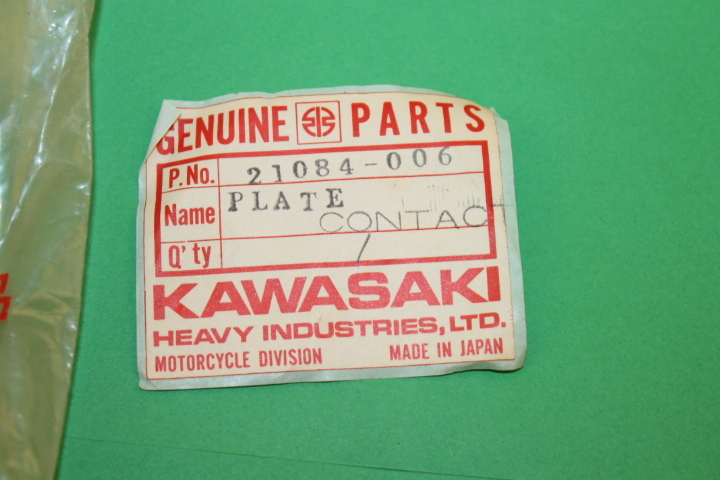 GENUINE PARTS
P.No. 21084-006
Name PLATE
CONTACT
Q'ty 1
KAWASAKI
HEAVY INDUSTRIES, LTD.
MOTORCYCLE DIVISION MADE IN JAPAN